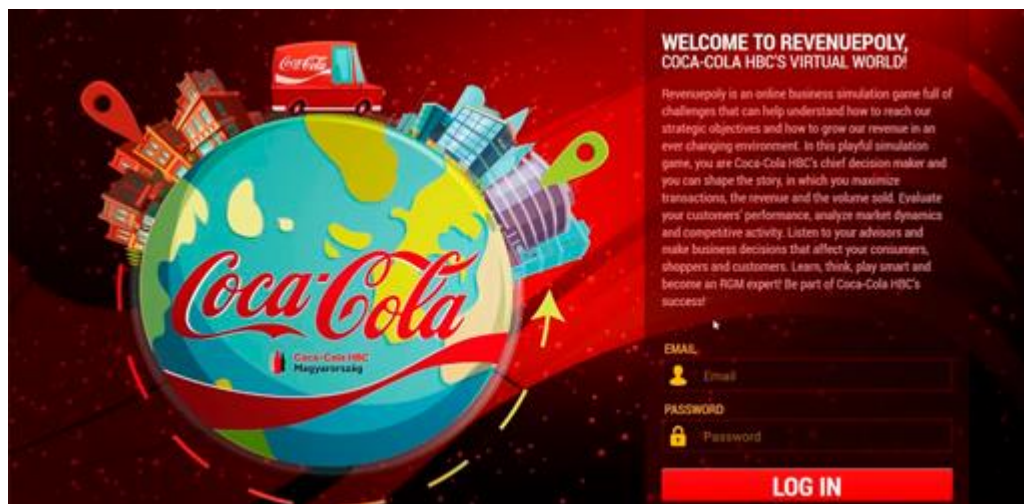 Coca-Cola
Coca-Cola
Coca-Cola HBC
Magyarország
WELCOME TO REVENUEPOLY,
COCA-COLA HBC'S VIRTUAL WORLD!
Revenuepoly is an online business simulation game full of
challenges that can help understand how to reach our
strategic objectives and how to grow our revenue in an
ever changing environment. In this playful simulation
game, you are Coca-Cola HBC's chief decision maker and
you can shape the story, in which you maximize
transactions, the revenue and the volume sold. Evaluate
your customers' performance, analyze market dynamics
and competitive activity. Listen to your advisors and
make business decisions that affect your consumers,
shoppers and customers. Learn, think, play smart and
become an RGM expert! Be part of Coca-Cola HBC's
success!
EMAIL
Email
PASSWORD
Password
LOG IN